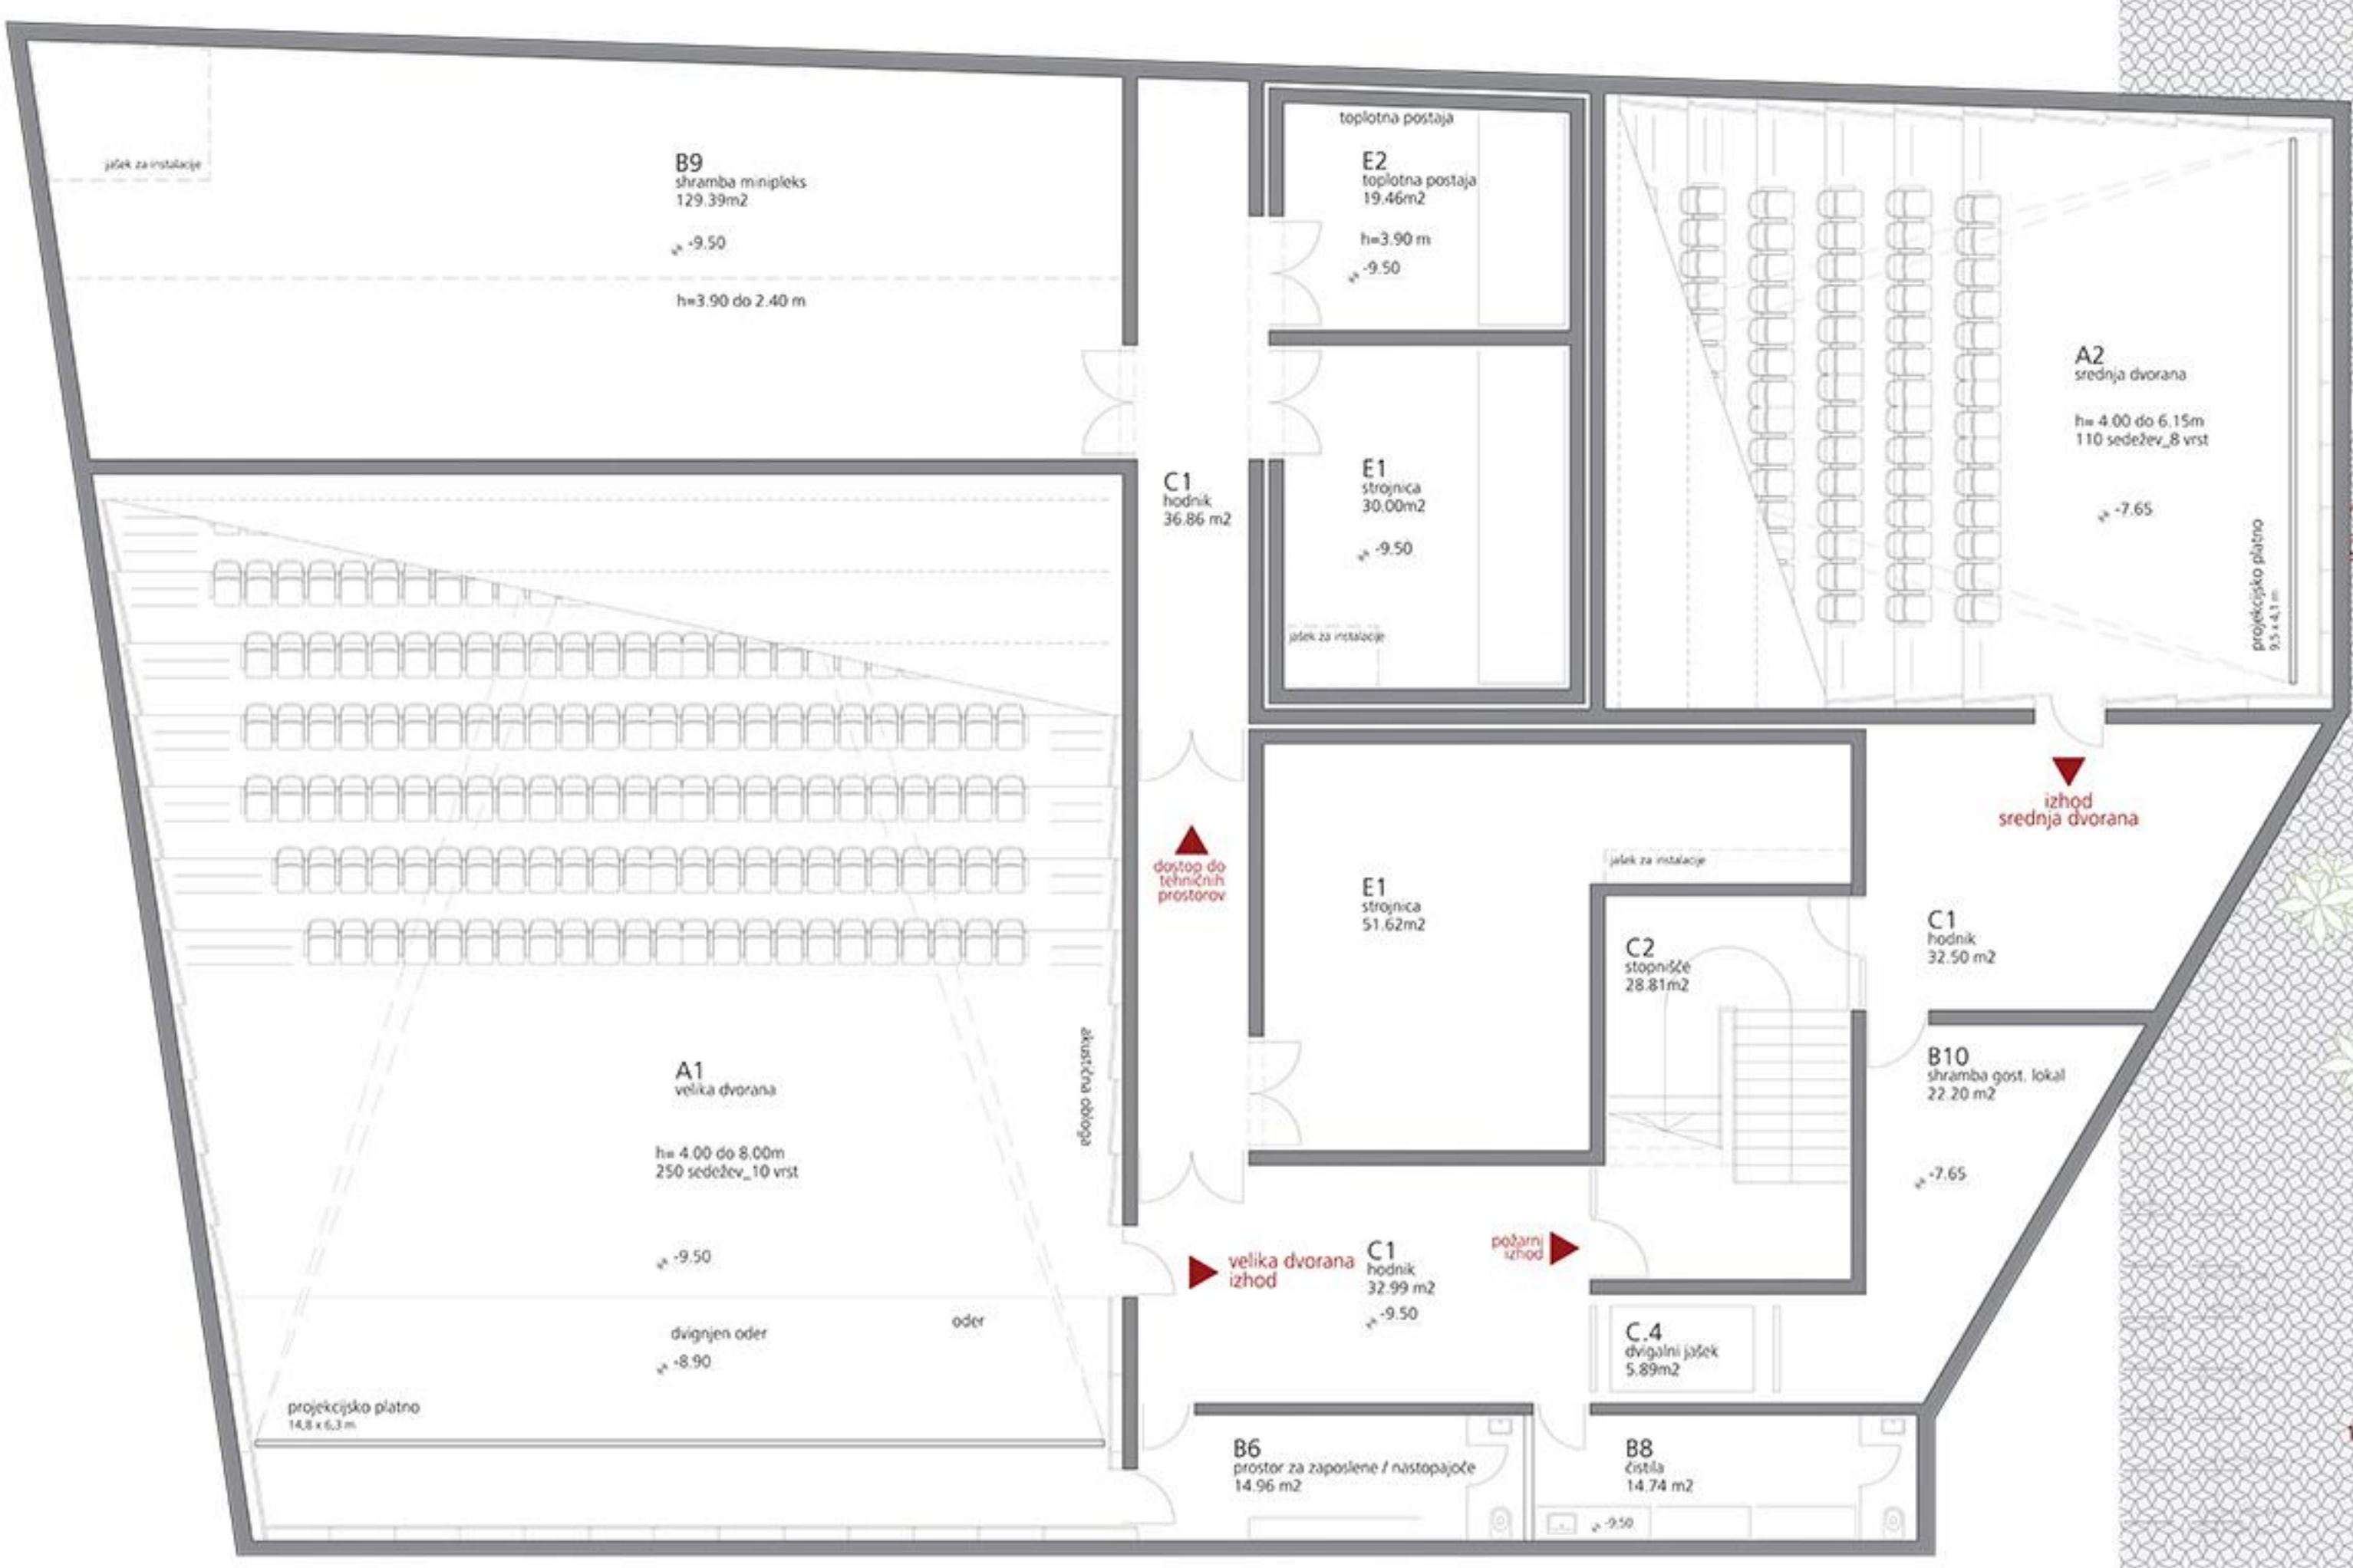 jašek za instalacije
B9
shramba minipleks
129.39m2
-9.50
h=3.90 do 2.40 m
toplotna postaja
E2
toplotna postaja
19.46m2
h=3.90 m
-9.50
A2
srednja dvorana
h= 4.00 do 6.15m
110 sedežev_8 vrst
-7.65
projekcijsko platno
9,5 x 4,1 m
C1
hodnik
36.86 m2
E1
strojnica
30.00m2
-9.50
jašek za instalacije
izhod
srednja dvorana
dostop do
tehničnih
prostorov
jašek za instalacije
E1
strojnica
51.62m2
C2
stopnišče
28.81m2
C1
hodnik
32.50 m2
B10
shramba gost. lokal
22.20 m2
-7.65
akustična obloga
A1
velika dvorana
h= 4.00 do 8.00m
250 sedežev_10 vrst
-9.50
velika dvorana
izhod
C1
hodnik
32.99 m2
-9.50
požarni
izhod
dvignjen oder
-8.90
oder
C.4
dvigalni jašek
5.89m2
projekcijsko platno
14,8 x 6,3 m
B6
prostor za zaposlene / nastopajoče
14.96 m2
B8
čistila
14.74 m2
-9.50